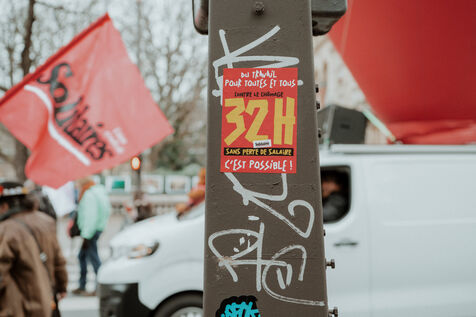 Solidaires
DU TRAVAIL
POUR TOUTES ET TOUS
CONTRE LE CHÔMAGE
32H
SANS PERTE DE SALAIRE
C'EST POSSIBLE !